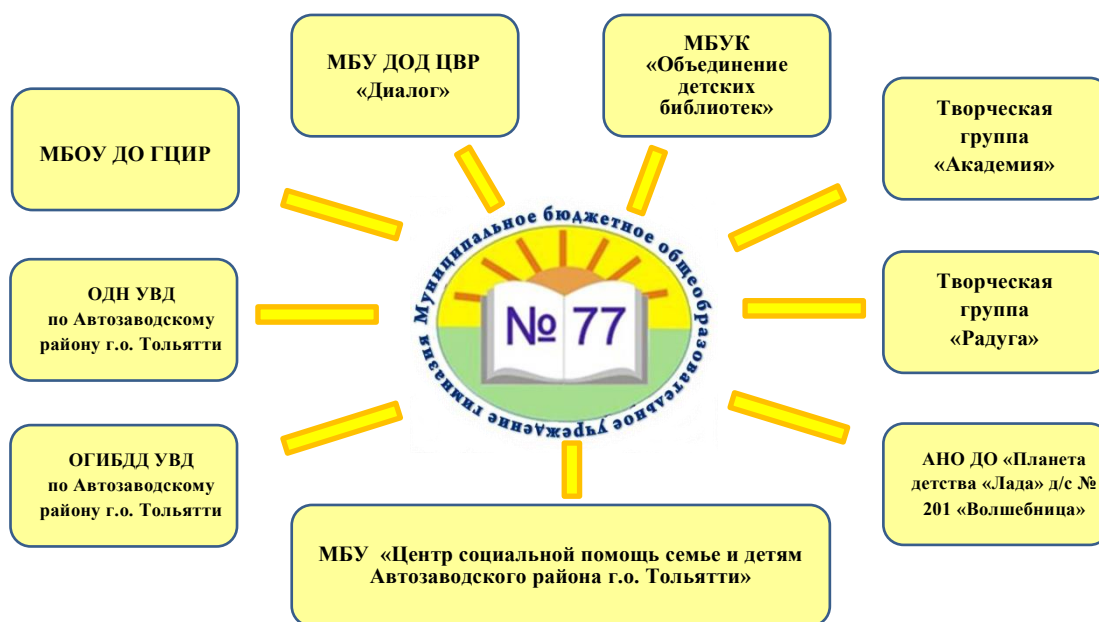 МБУ ДОД ЦВР
«Диалог»
МБУК
«Объединение
детских
библиотек»
МБОУ ДО ГЦИР
Творческая
группа
«Академия»
Муниципальное бюджетное общеобразовательное учреждение гимназия
№ 77
ОДН УВД
по Автозаводскому
району г.о. Тольятти
Творческая
группа
«Радуга»
ОГИБДД УВД
по Автозаводскому
району г.о. Тольятти
АНО ДО «Планета
детства «Лада» д/с №
201 «Волшебница»
МБУ «Центр социальной помощь семье и детям
Автозаводского района г.о. Тольятти»